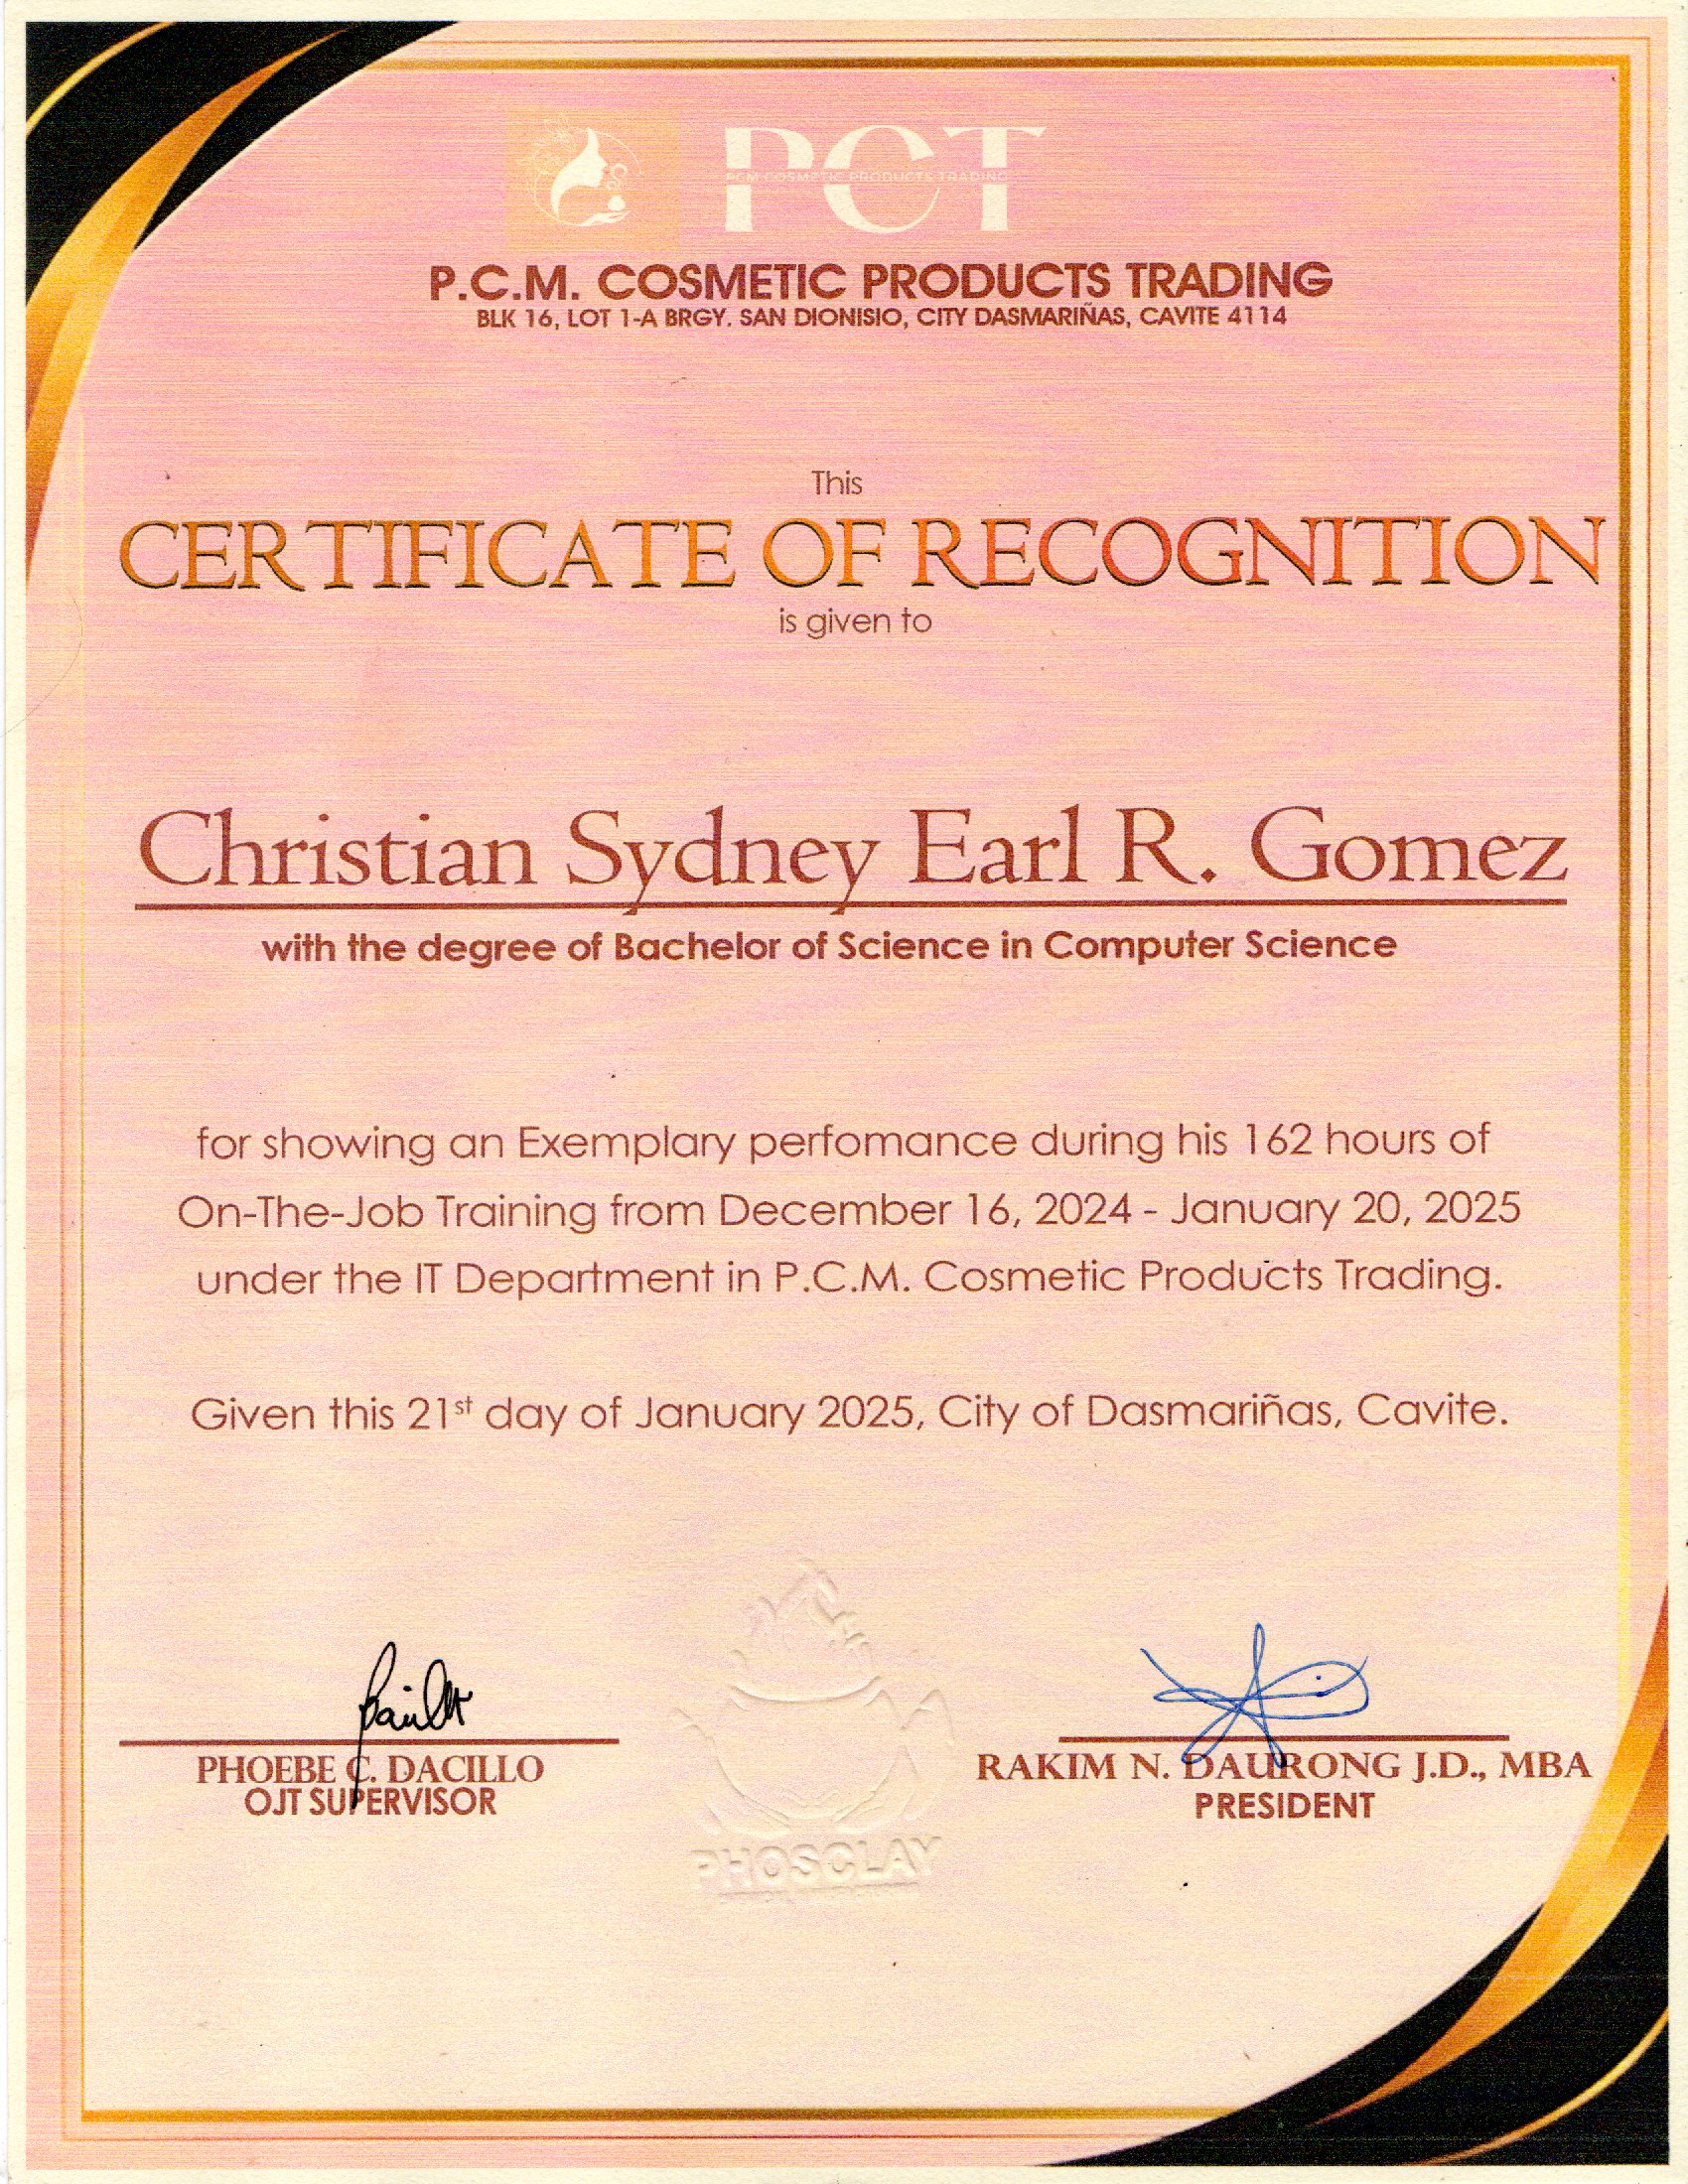 PCT
PCM COSMETIC PRODUCTS TRADING
P.C.M. COSMETIC PRODUCTS TRADING
BLK 16, LOT 1-A BRGY. SAN DIONISIO, CITY DASMARIÑAS, CAVITE 4114
This
CERTIFICATE OF RECOGNITION
is given to
Christian Sydney Earl R. Gomez
with the degree of Bachelor of Science in Computer Science
for showing an Exemplary perfomance during his 162 hours of
On-The-Job Training from December 16, 2024 - January 20, 2025
under the IT Department in P.C.M. Cosmetic Products Trading.
Given this 21st day of January 2025, City of Dasmariñas, Cavite.
PHOEBE C. DACILLO
OJT SUPERVISOR
RAKIM N. DAURONG J.D., MBA
PRESIDENT
PHOSCLAY